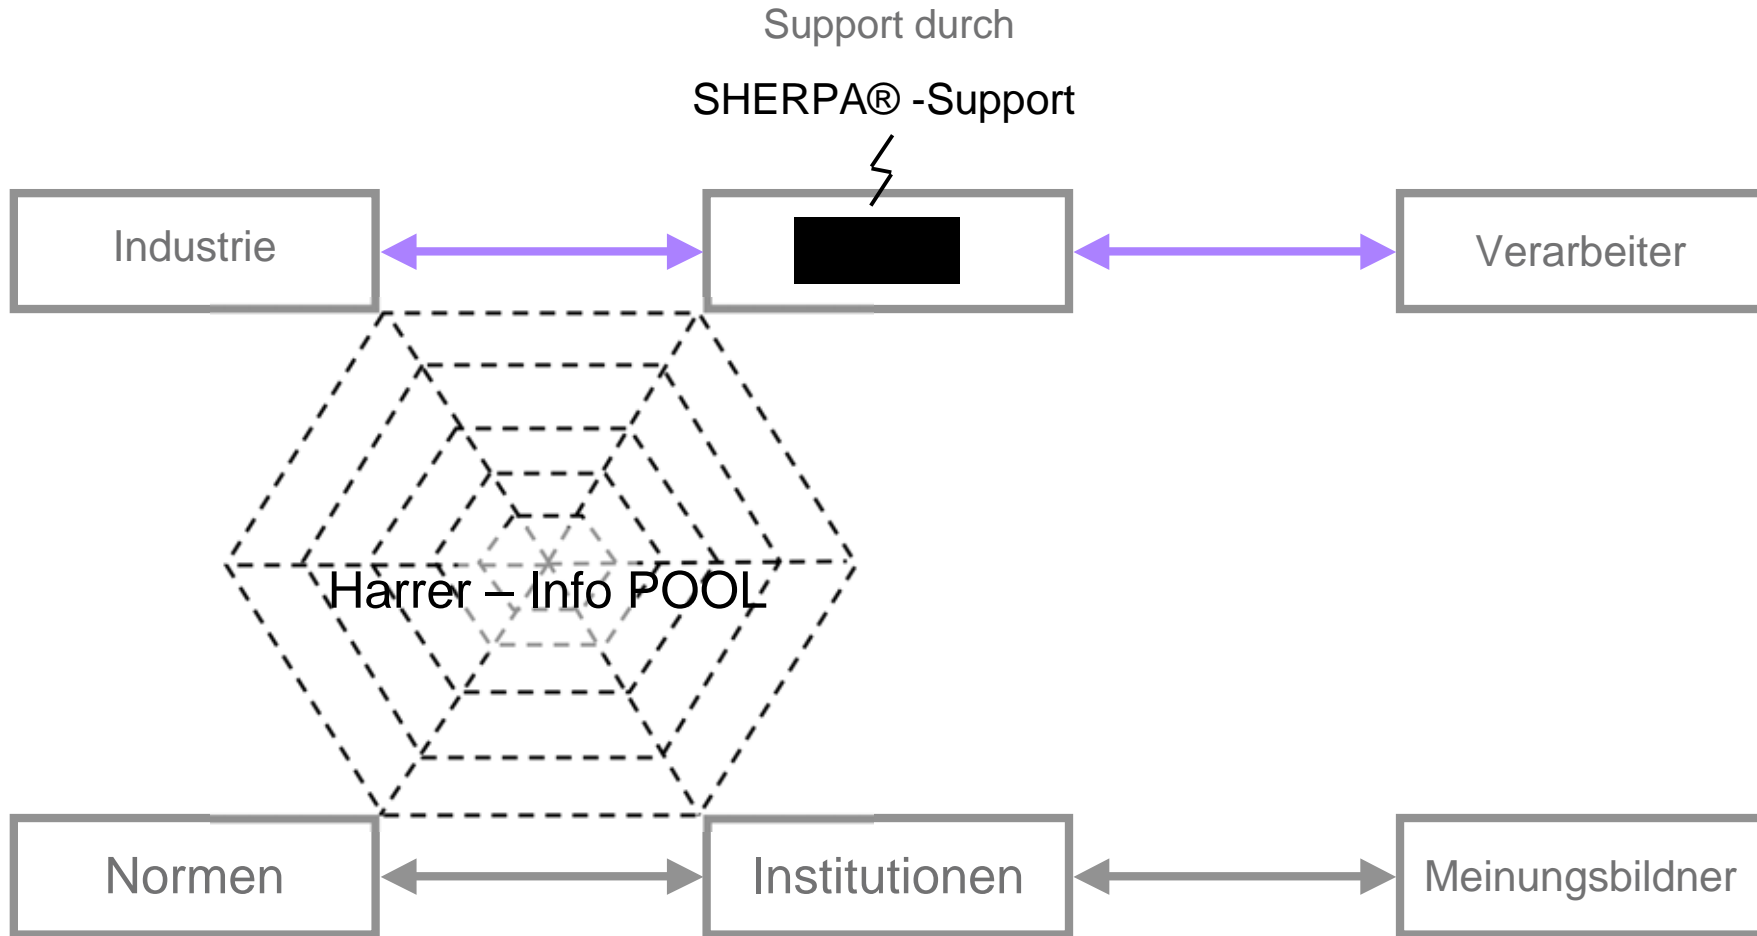 Support durch
SHERPA® -Support
Industrie
Verarbeiter
Harrer – Info POOL
Normen
Institutionen
Meinungsbildner